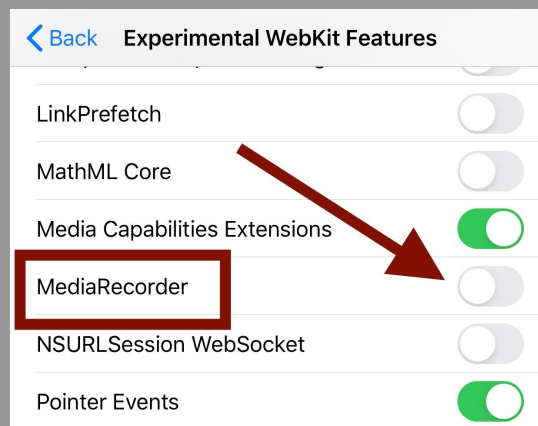 Back Experimental WebKit Features
LinkPrefetch
MathML Core
Media Capabilities Extensions
MediaRecorder
NSURLSession WebSocket
Pointer Events